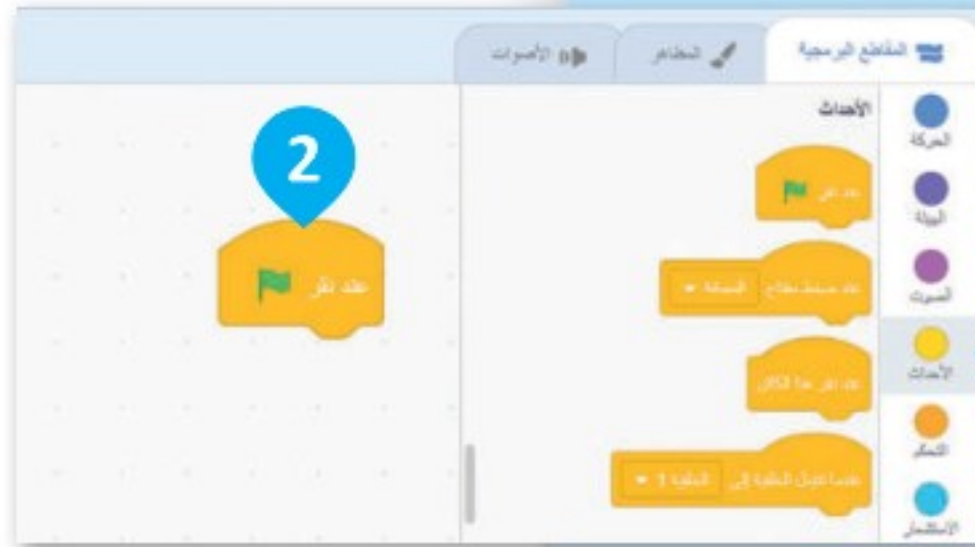 المقاطع البرمجية
المظاهر
الأصوات
الحركة
الهيئة
الصوت
الأحداث
التحكم
الاستشعار
الأحداث
عند نقر
عند ضغط مفتاح المسافة
عند نقر هذا الكائن
عندما تتبدل الخلفية إلى الخلفية 1
2
عند نقر